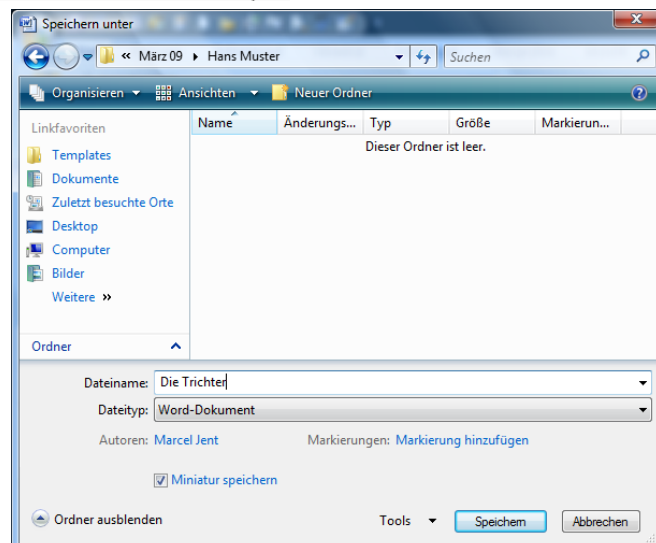 Speichern unter
« März 09 ▸ Hans Muster
Suchen
Organisieren Ansichten Neuer Ordner
Linkfavoriten
Name Änderungs... Typ Größe Markierun...
Dieser Ordner ist leer.
Templates
Dokumente
Zuletzt besuchte Orte
Desktop
Computer
Bilder
Weitere »
Ordner
Dateiname: Die Trichter
Dateityp: Word-Dokument
Autoren: Marcel Jent Markierungen: Markierung hinzufügen
Miniatur speichern
Ordner ausblenden Tools Speichern Abbrechen